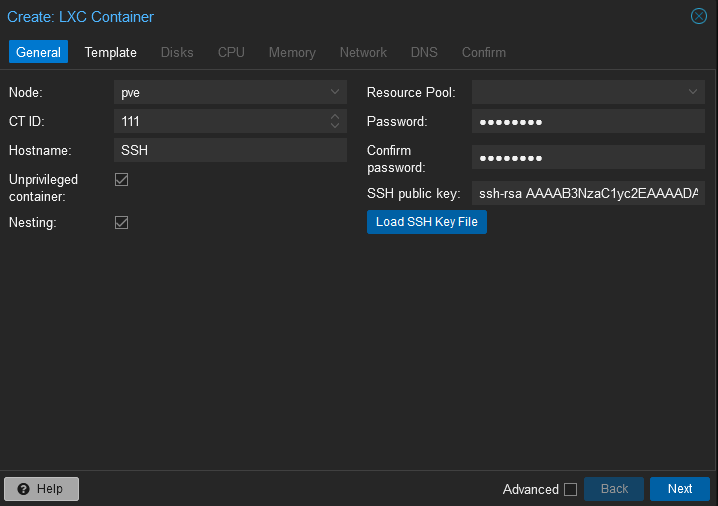 Create: LXC Container
General Template Disks CPU Memory Network DNS Confirm
Node: pve
CT ID: 111
Hostname: SSH
Unprivileged
container:
Nesting:
Resource Pool:
Password: ●●●●●●●●
Confirm
password: ●●●●●●●●
SSH public key: ssh-rsa AAAAB3NzaC1yc2EAAAADA
Load SSH Key File
Help
Advanced Back Next